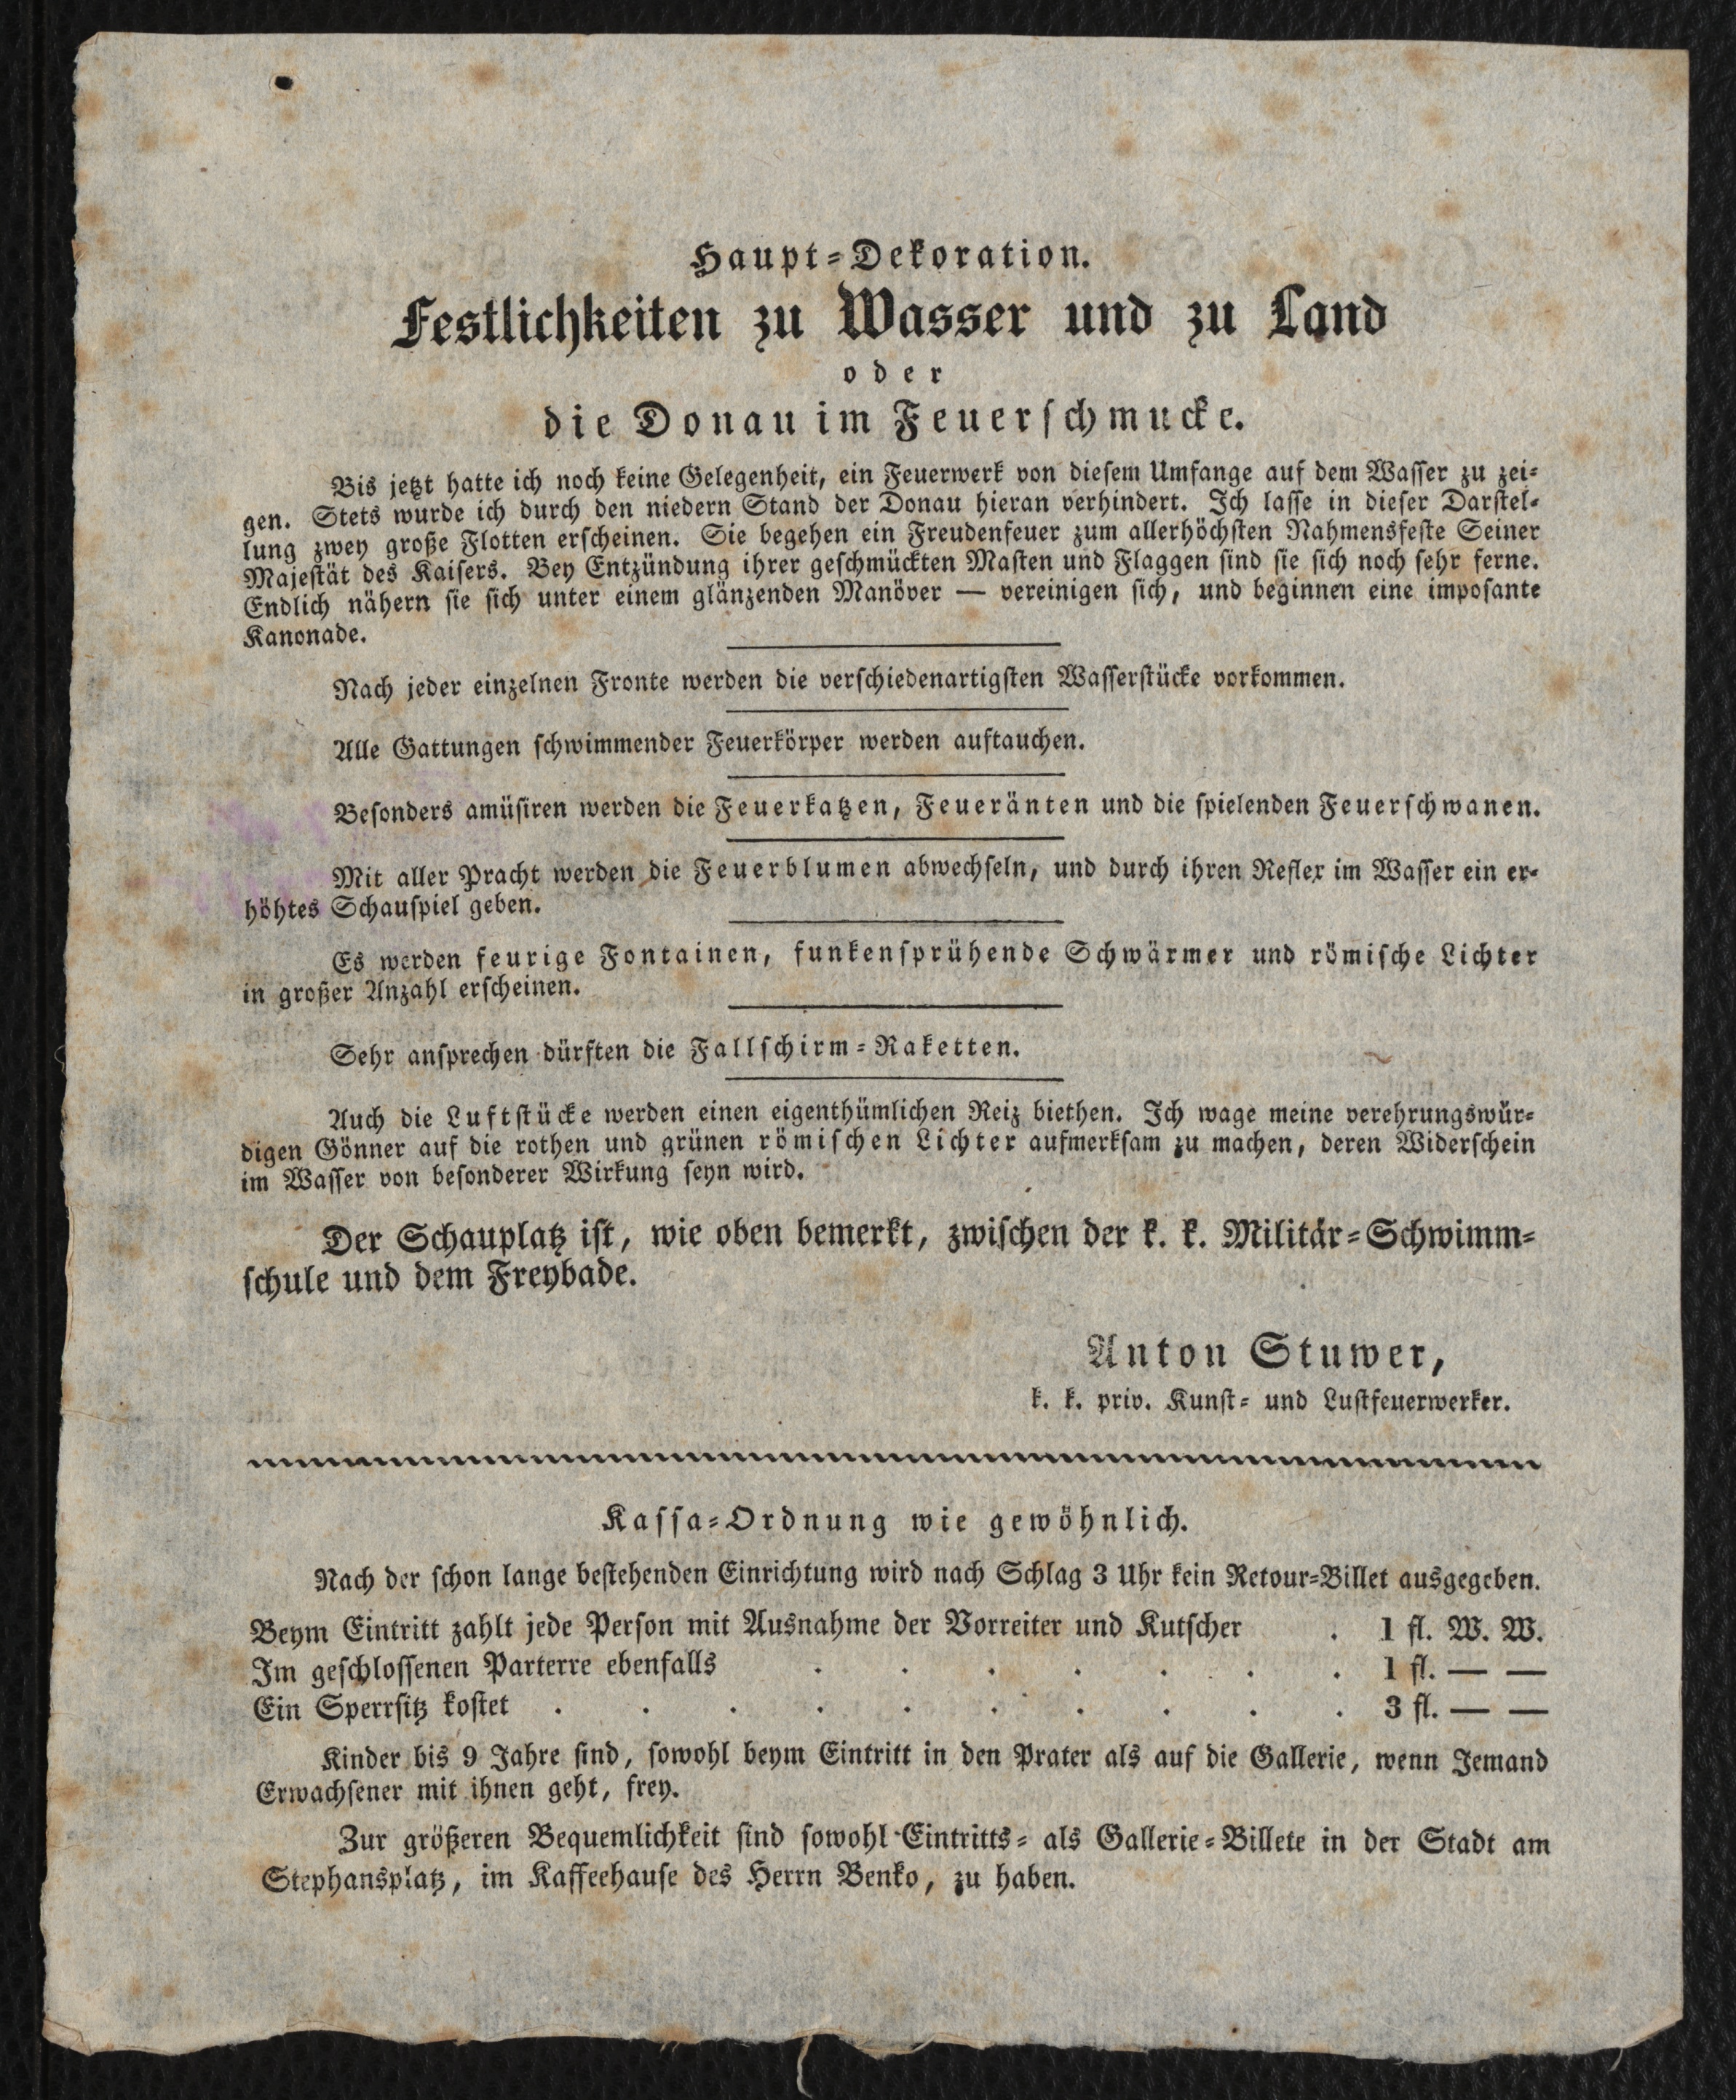 Haupt-Dekoration.
Festlichkeiten zu Wasser und zu Land
oder
die Donau im Feuerschmucke.
Bis jetzt hatte ich noch keine Gelegenheit, ein Feuerwerk von diesem Umfange auf dem Wasser zu zei-
gen. Stets wurde ich durch den niedern Stand der Donau hieran verhindert. Ich lasse in dieser Darstel-
lung zwey große Flotten erscheinen. Sie begehen ein Freudenfeuer zum allerhöchsten Nahmensfeste Seiner
Majestät des Kaisers. Bey Entzündung ihrer geschmückten Masten und Flaggen sind sie sich noch sehr ferne.
Endlich nähern sie sich unter einem glänzenden Manöver — vereinigen sich, und beginnen eine imposante
Kanonade.
Nach jeder einzelnen Fronte werden die verschiedenartigsten Wasserstücke vorkommen.
Alle Gattungen schwimmender Feuerkörper werden auftauchen.
Besonders amüsiren werden die Feuerkatzen, Feueränten und die spielenden Feuerschwanen.
Mit aller Pracht werden die Feuerblumen abwechseln, und durch ihren Reflex im Wasser ein er-
höhtes Schauspiel geben.
Es werden feurige Fontainen, funkensprühende Schwärmer und römische Lichter
in großer Anzahl erscheinen.
Sehr ansprechen dürften die Fallschirm-Raketten.
Auch die Luftstücke werden einen eigenthümlichen Reiz biethen. Ich wage meine verehrungswür-
digen Gönner auf die rothen und grünen römischen Lichter aufmerksam zu machen, deren Widerschein
im Wasser von besonderer Wirkung seyn wird.
Der Schauplatz ist, wie oben bemerkt, zwischen der k. k. Militär-Schwimm-
schule und dem Freybade.
Anton Stuwer,
k. k. priv. Kunst- und Lustfeuerwerker.
Kassa-Ordnung wie gewöhnlich.
Nach der schon lange bestehenden Einrichtung wird nach Schlag 3 Uhr kein Retour-Billet ausgegeben.
Beym Eintritt zahlt jede Person mit Ausnahme der Vorreiter und Kutscher . 1 fl. W. W.
Im geschlossenen Parterre ebenfalls . . . . . . . 1 fl. — —
Ein Sperrsitz kostet . . . . . . . . . . 3 fl. — —
Kinder bis 9 Jahre sind, sowohl beym Eintritt in den Prater als auf die Gallerie, wenn Jemand
Erwachsener mit ihnen geht, frey.
Zur größeren Bequemlichkeit sind sowohl Eintritts- als Gallerie-Billete in der Stadt am
Stephansplatz, im Kaffeehause des Herrn Benko, zu haben.